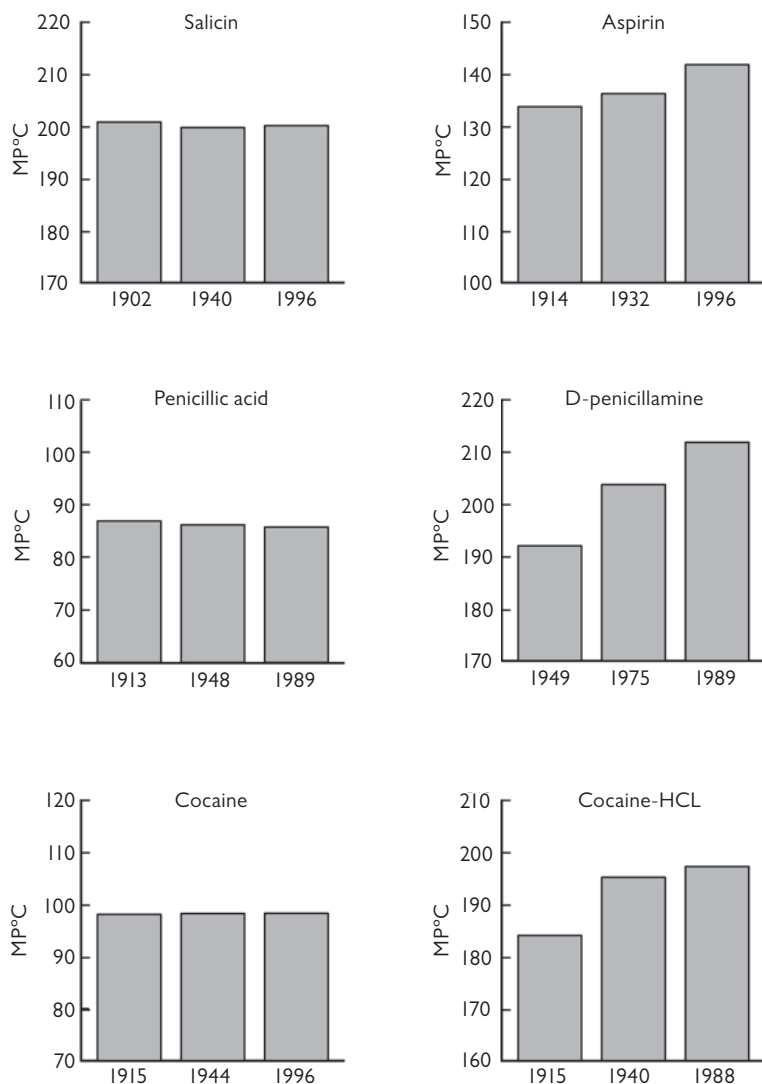 Salicin
MP°C
220
210
200
190
180
170
1902 1940 1996
Aspirin
MP°C
150
140
130
120
110
100
1914 1932 1996
Penicillic acid
MP°C
110
100
90
80
70
60
1913 1948 1989
D-penicillamine
MP°C
220
210
200
190
180
170
1949 1975 1989
Cocaine
MP°C
120
110
100
90
80
70
1915 1944 1996
Cocaine-HCL
MP°C
210
200
190
180
170
160
1915 1940 1988